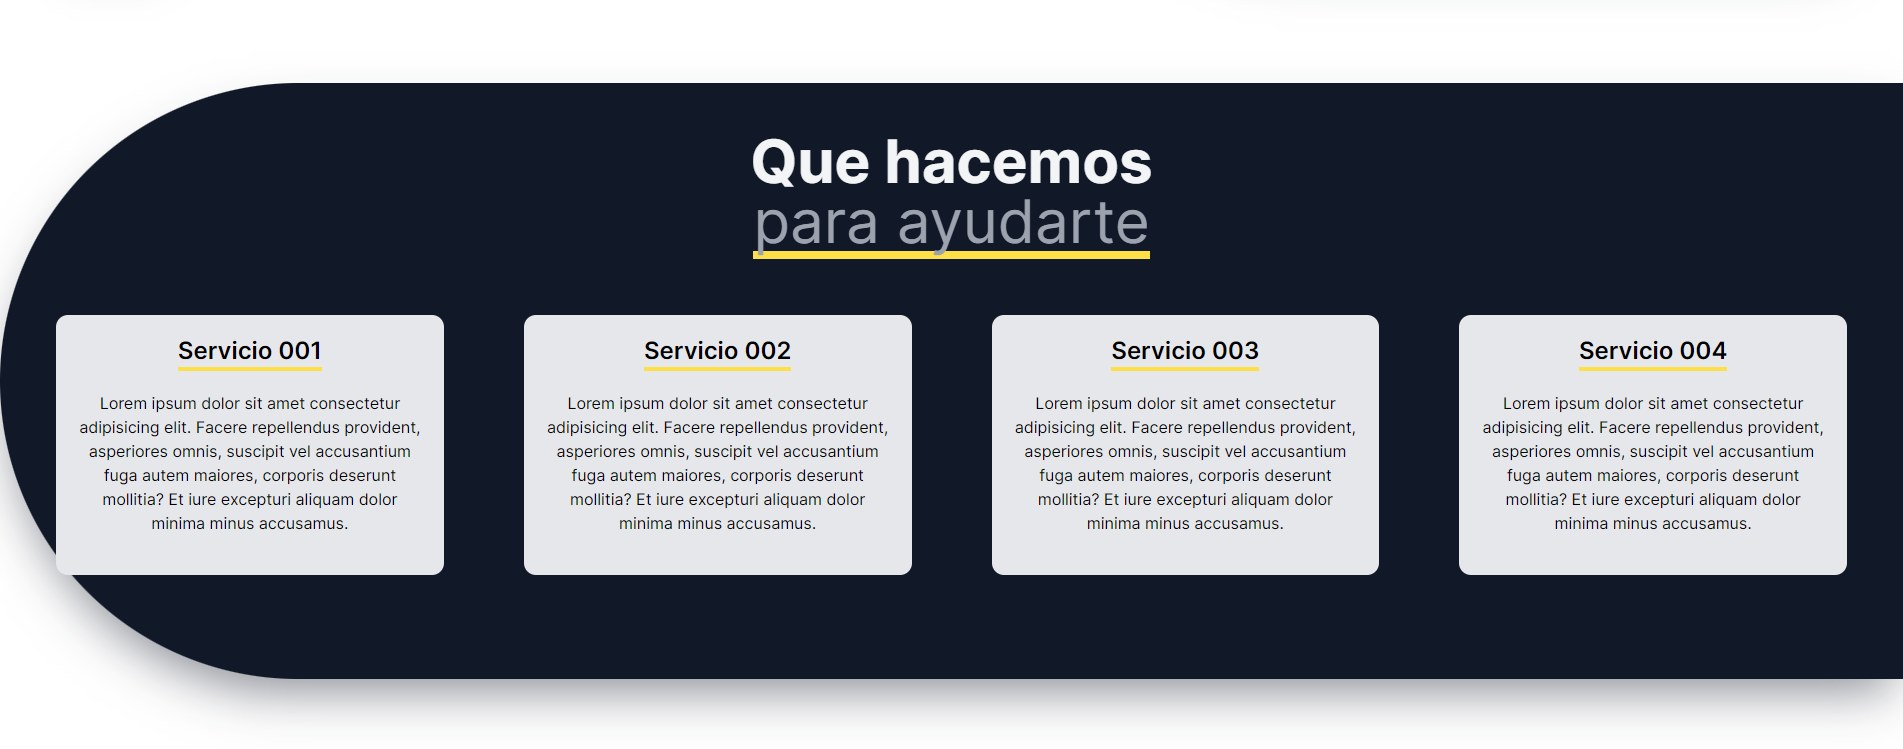 Que hacemos
para ayudarte
Servicio 001
Lorem ipsum dolor sit amet consectetur
adipisicing elit. Facere repellendus provident,
asperiores omnis, suscipit vel accusantium
fuga autem maiores, corporis deserunt
mollitia? Et iure excepturi aliquam dolor
minima minus accusamus.
Servicio 002
Lorem ipsum dolor sit amet consectetur
adipisicing elit. Facere repellendus provident,
asperiores omnis, suscipit vel accusantium
fuga autem maiores, corporis deserunt
mollitia? Et iure excepturi aliquam dolor
minima minus accusamus.
Servicio 003
Lorem ipsum dolor sit amet consectetur
adipisicing elit. Facere repellendus provident,
asperiores omnis, suscipit vel accusantium
fuga autem maiores, corporis deserunt
mollitia? Et iure excepturi aliquam dolor
minima minus accusamus.
Servicio 004
Lorem ipsum dolor sit amet consectetur
adipisicing elit. Facere repellendus provident,
asperiores omnis, suscipit vel accusantium
fuga autem maiores, corporis deserunt
mollitia? Et iure excepturi aliquam dolor
minima minus accusamus.